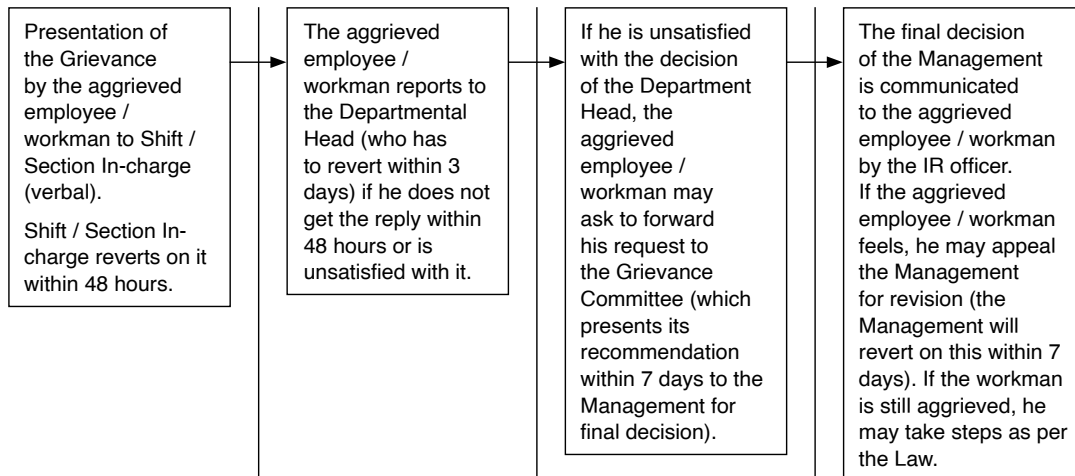 Presentation of
the Grievance
by the aggrieved
employee /
workman to Shift /
Section In-charge
(verbal).
Shift / Section In-
charge reverts on it
within 48 hours.
The aggrieved
employee /
workman reports to
the Departmental
Head (who has
to revert within 3
days) if he does not
get the reply within
48 hours or is
unsatisfied with it.
If he is unsatisfied
with the decision
of the Department
Head, the
aggrieved
employee /
workman may
ask to forward
his request to
the Grievance
Committee (which
presents its
recommendation
within 7 days to the
Management for
final decision).
The final decision
of the Management
is communicated
to the aggrieved
employee / workman
by the IR officer.
If the aggrieved
employee / workman
feels, he may appeal
the Management
for revision (the
Management will
revert on this within 7
days). If the workman
is still aggrieved, he
may take steps as per
the Law.